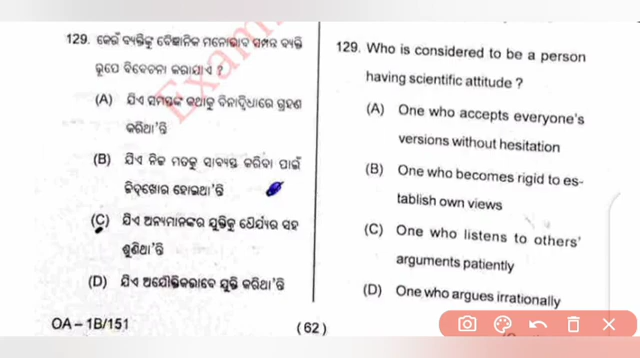 129. କେଉଁ ବ୍ୟକ୍ତିଙ୍କୁ ବୈଜ୍ଞାନିକ ମନୋଭାବ ସମ୍ପନ୍ନ ବ୍ୟକ୍ତି
ରୂପେ ବିବେଚନା କରାଯାଏ ?
(A) ଯିଏ ସମସ୍ତଙ୍କ କଥାକୁ ବିନାଦ୍ୱିଧାରେ ଗ୍ରହଣ
କରିଥା'ନ୍ତି
(B) ଯିଏ ନିଜ ମତକୁ ସାବ୍ୟସ୍ତ କରିବା ପାଇଁ
ଜିଦ୍‌ଖୋର ହୋଇଥା'ନ୍ତି
(C) ଯିଏ ଅନ୍ୟମାନଙ୍କର ଯୁକ୍ତିକୁ ଧୈର୍ଯ୍ୟର ସହ
ଶୁଣିଥା'ନ୍ତି
(D) ଯିଏ ଅଯୌକ୍ତିକଭାବେ ଯୁକ୍ତି କରିଥା'ନ୍ତି
OA – 1B/151
(62)
129. Who is considered to be a person
having scientific attitude ?
(A) One who accepts everyone's
versions without hesitation
(B) One who becomes rigid to es-
tablish own views
(C) One who listens to others'
arguments patiently
(D) One who argues irrationally
Exam